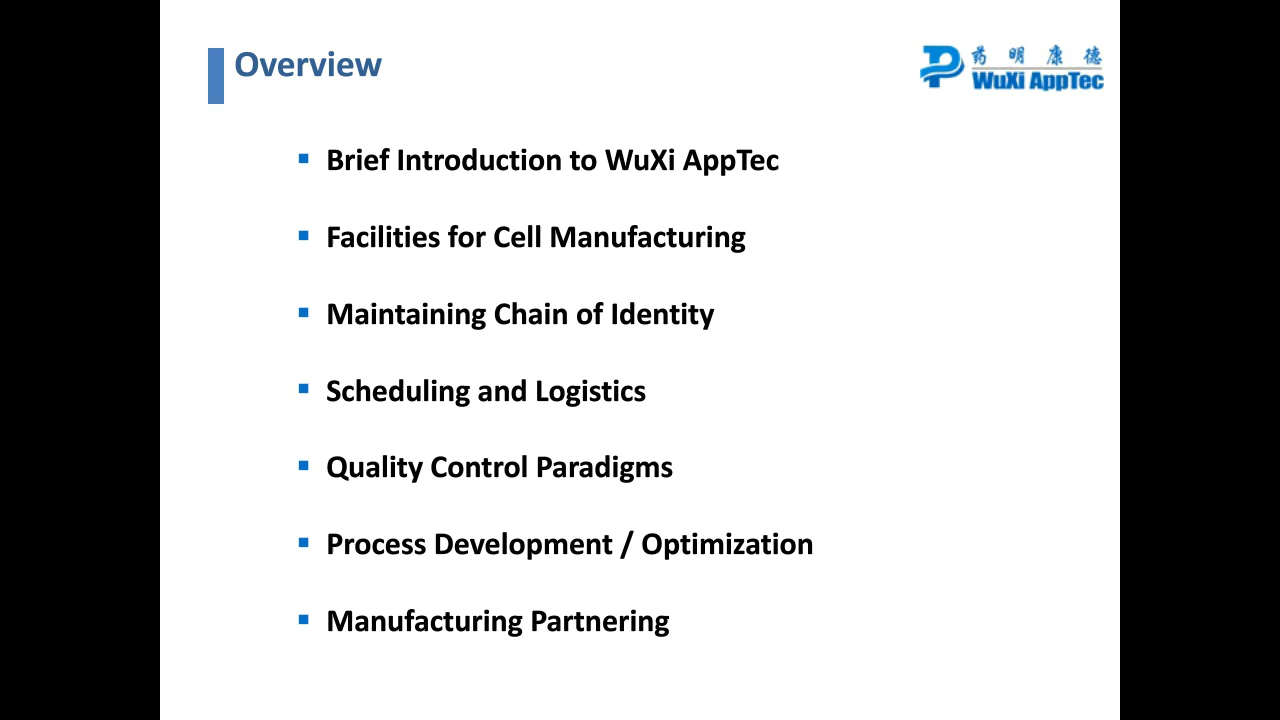 Overview
药明康德
WuXi AppTec
Brief Introduction to WuXi AppTec
Facilities for Cell Manufacturing
Maintaining Chain of Identity
Scheduling and Logistics
Quality Control Paradigms
Process Development / Optimization
Manufacturing Partnering